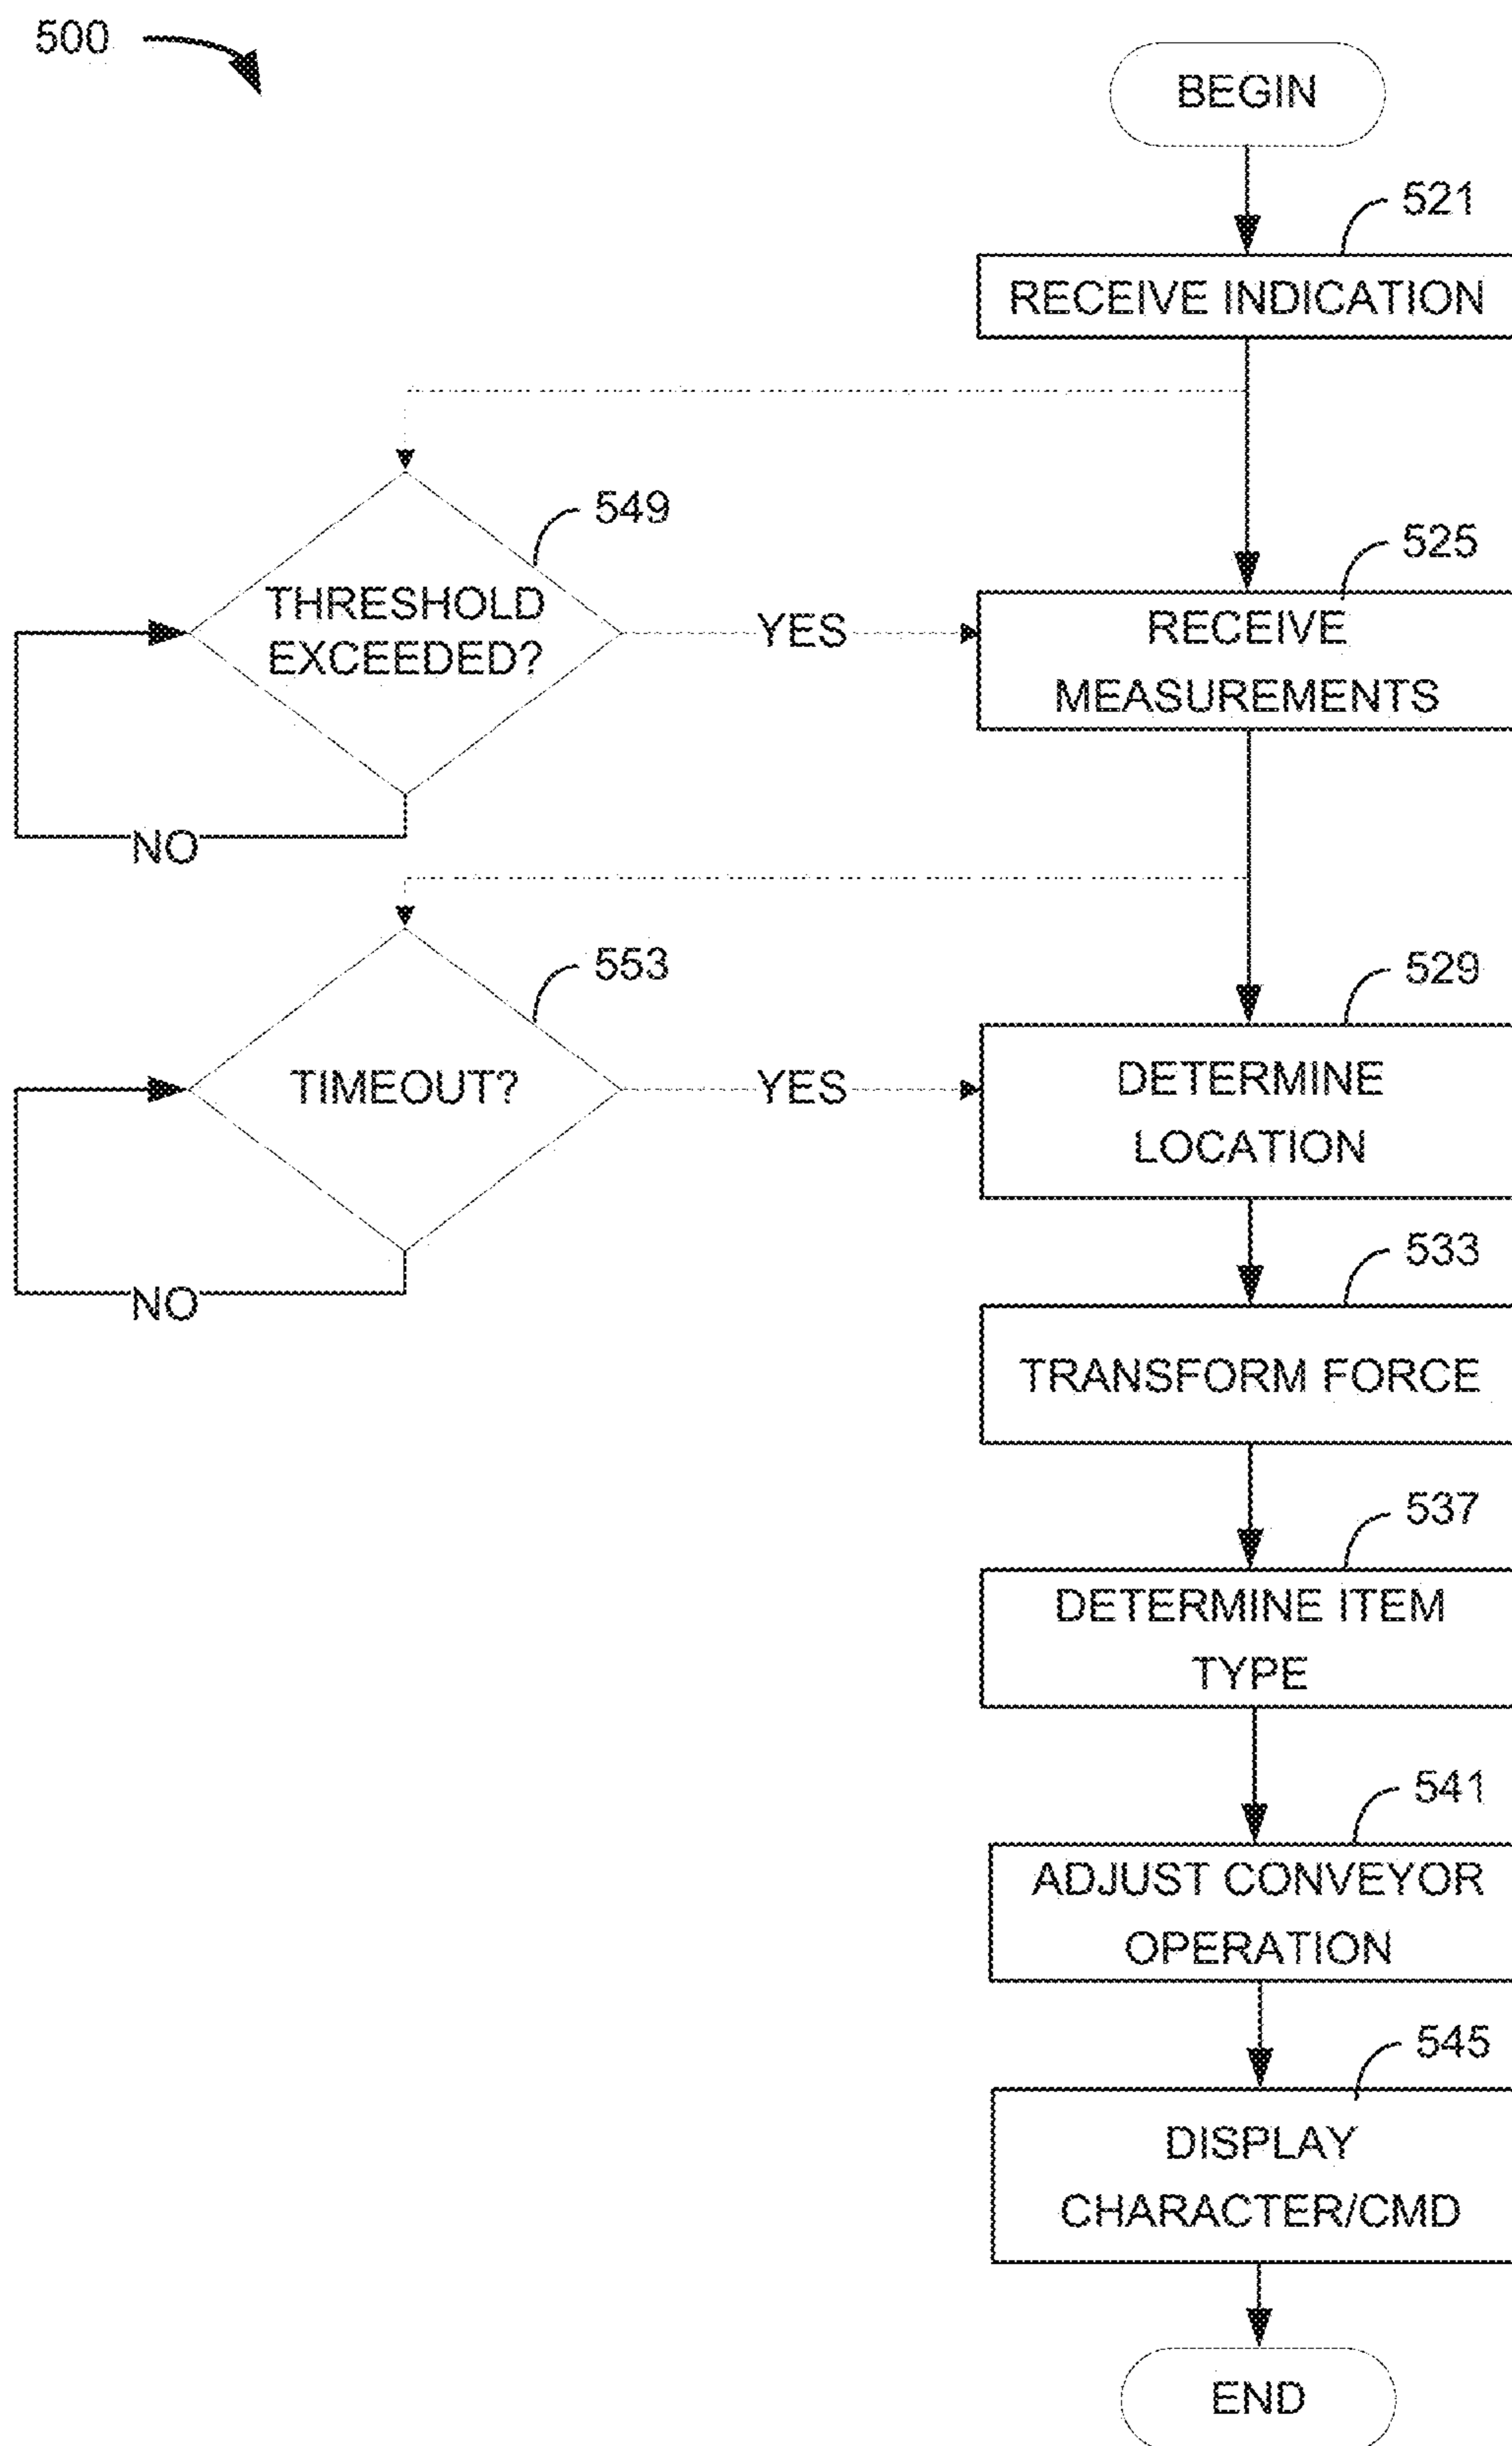 500
BEGIN
521
RECEIVE INDICATION
549
THRESHOLD
EXCEEDED?
YES
NO
525
RECEIVE
MEASUREMENTS
553
TIMEOUT?
YES
NO
529
DETERMINE
LOCATION
533
TRANSFORM FORCE
537
DETERMINE ITEM
TYPE
541
ADJUST CONVEYOR
OPERATION
545
DISPLAY
CHARACTER/CMD
END